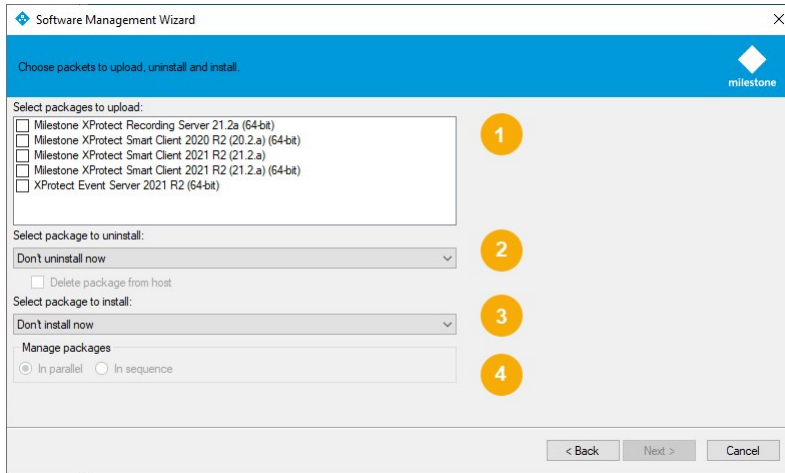 Software Management Wizard
Choose packets to upload, uninstall and install.
milestone
Select packages to upload:
Milestone XProtect Recording Server 21.2a (64-bit)
Milestone XProtect Smart Client 2020 R2 (20.2.a) (64-bit)
Milestone XProtect Smart Client 2021 R2 (21.2.a)
Milestone XProtect Smart Client 2021 R2 (21.2.a) (64-bit)
XProtect Event Server 2021 R2 (64-bit)
1
Select package to uninstall:
Don't uninstall now
2
Delete package from host
Select package to install:
Don't install now
3
Manage packages
In parallel In sequence
4
< Back Next > Cancel